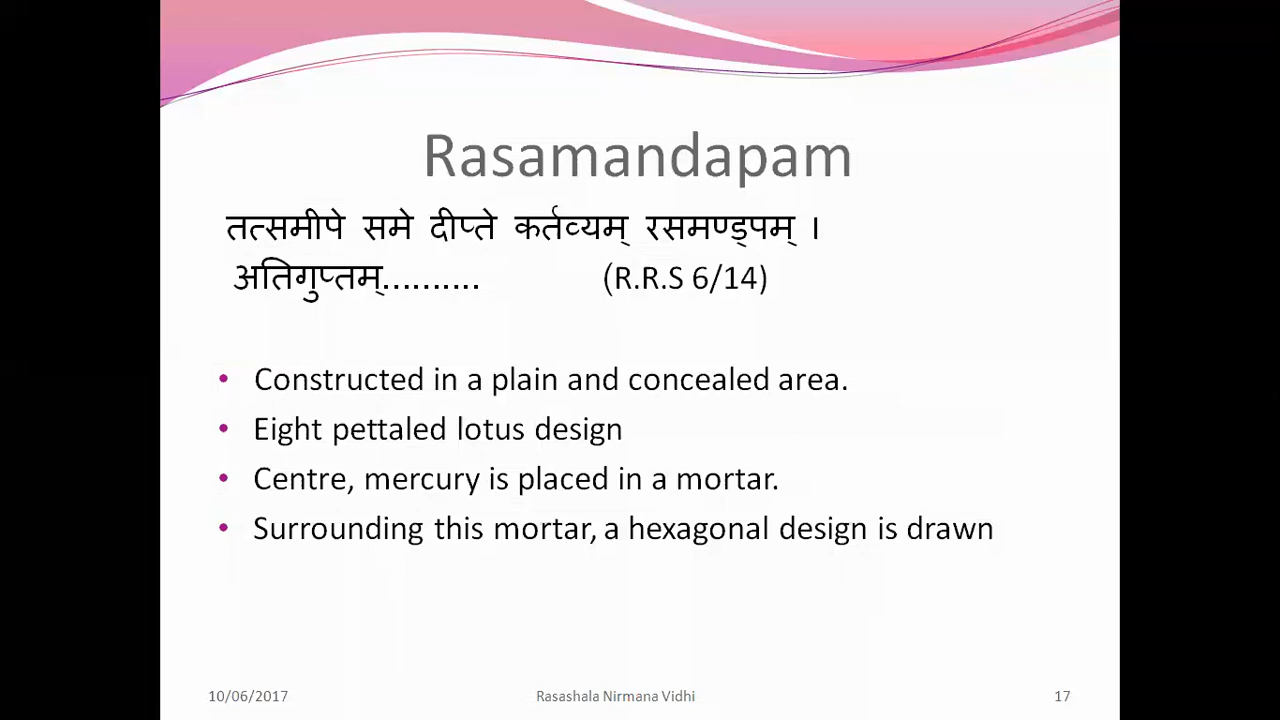 Rasamandapam
तत्समीपे समे दीप्ते कर्तव्यम् रसमण्ड्पम् ।
अतिगुप्तम्.......... (R.R.S 6/14)
• Constructed in a plain and concealed area.
• Eight pettaled lotus design
• Centre, mercury is placed in a mortar.
• Surrounding this mortar, a hexagonal design is drawn
10/06/2017 Rasashala Nirmana Vidhi 17